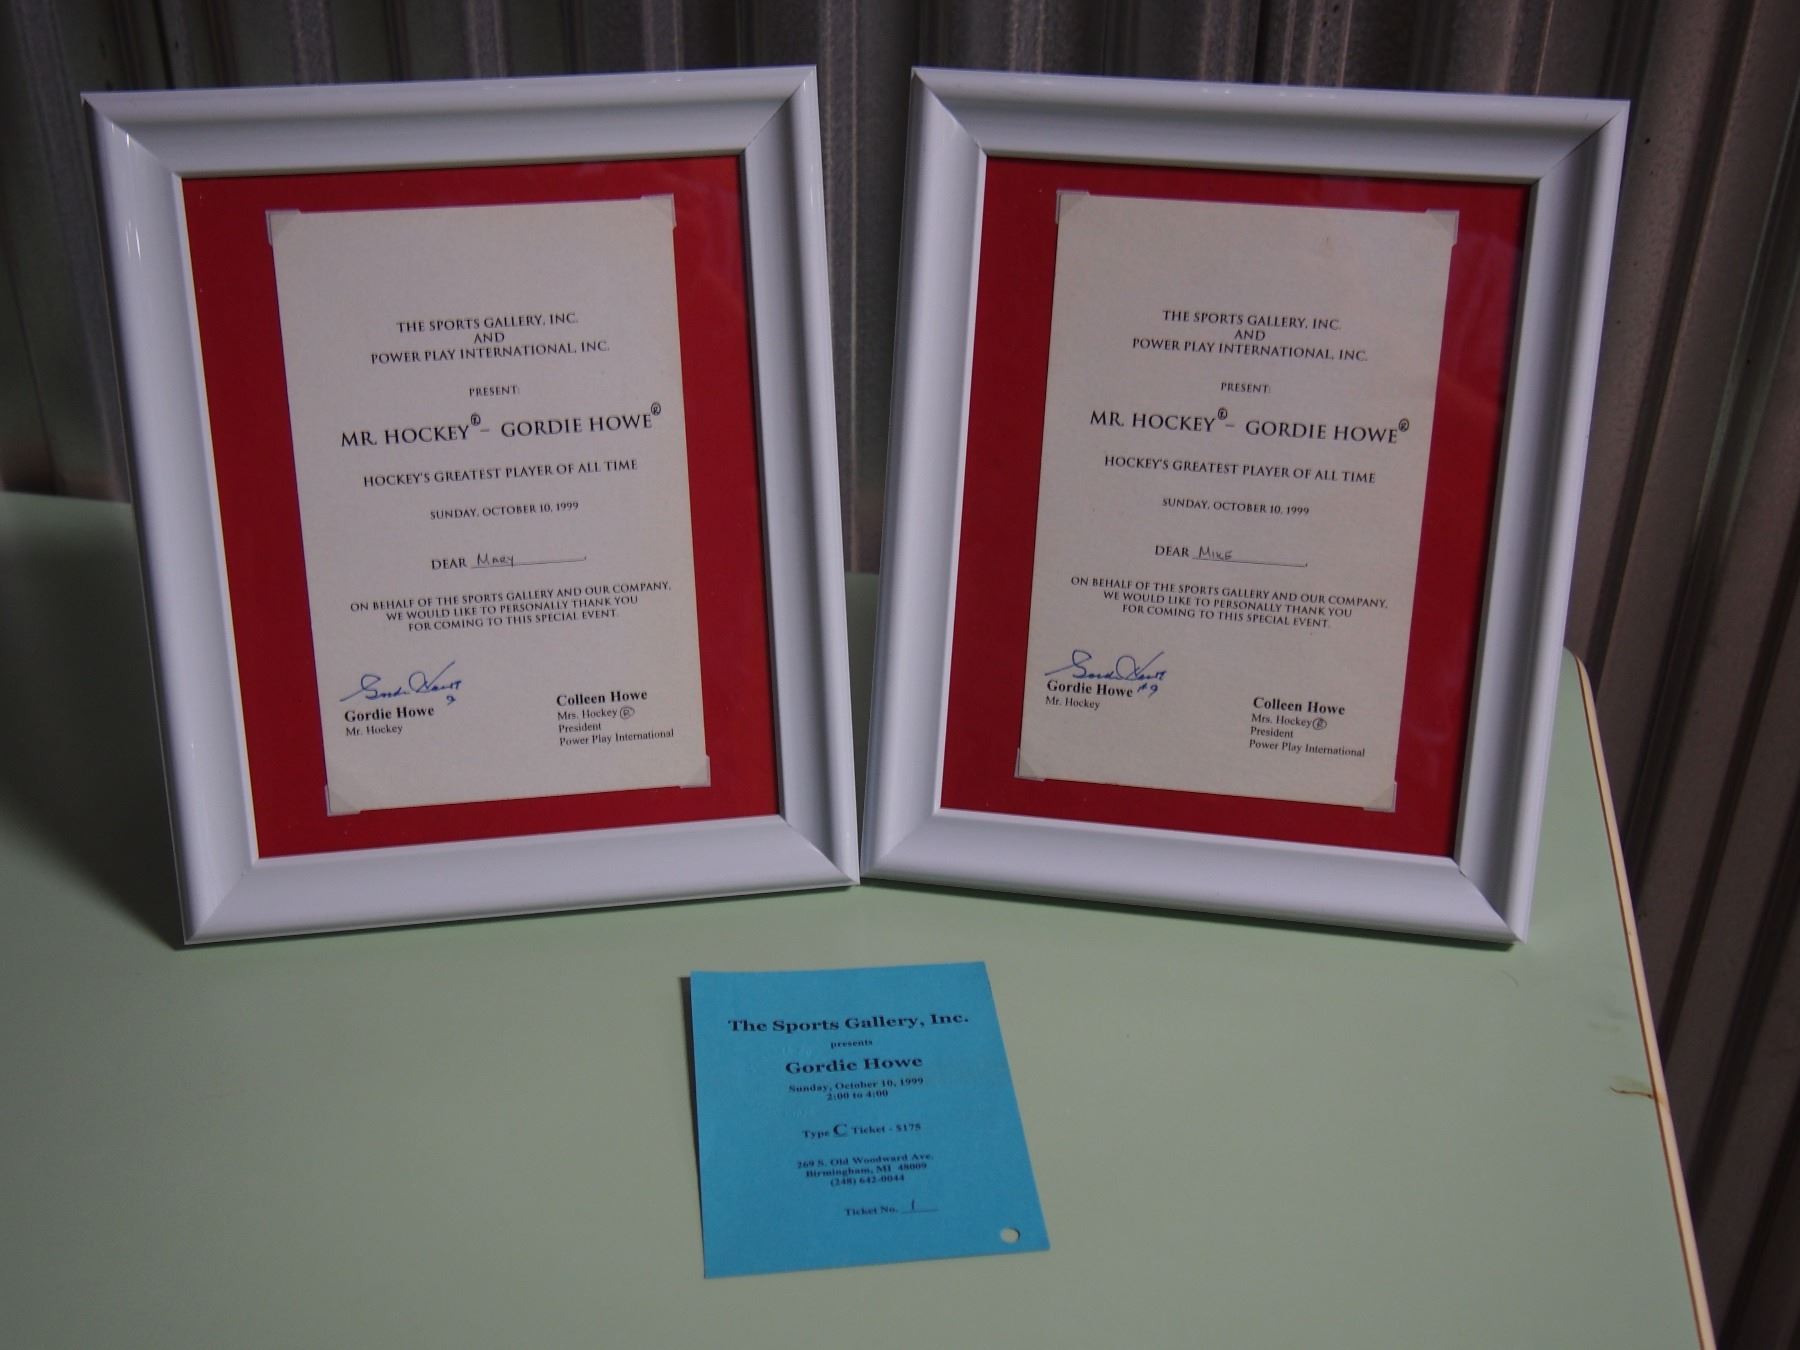 THE SPORTS GALLERY, INC.
AND
POWER PLAY INTERNATIONAL, INC.
PRESENT:
MR. HOCKEY® – GORDIE HOWE®
HOCKEY'S GREATEST PLAYER OF ALL TIME
SUNDAY, OCTOBER 10, 1999
DEAR MARY,
ON BEHALF OF THE SPORTS GALLERY AND OUR COMPANY,
WE WOULD LIKE TO PERSONALLY THANK YOU
FOR COMING TO THIS SPECIAL EVENT.
Gordie Howe
9
Gordie Howe
Mr. Hockey
Colleen Howe
Mrs. Hockey ®
President
Power Play International
THE SPORTS GALLERY, INC.
AND
POWER PLAY INTERNATIONAL, INC.
PRESENT:
MR. HOCKEY® – GORDIE HOWE®
HOCKEY'S GREATEST PLAYER OF ALL TIME
SUNDAY, OCTOBER 10, 1999
DEAR MIKE,
ON BEHALF OF THE SPORTS GALLERY AND OUR COMPANY,
WE WOULD LIKE TO PERSONALLY THANK YOU
FOR COMING TO THIS SPECIAL EVENT.
Gordie Howe
#9
Gordie Howe
Mr. Hockey
Colleen Howe
Mrs. Hockey ®
President
Power Play International
The Sports Gallery, Inc.
presents
Gordie Howe
Sunday, October 10, 1999
2:00 to 4:00
Type C Ticket - $175
269 S. Old Woodward Ave.
Birmingham, MI 48009
(248) 642-0044
Ticket No. 1